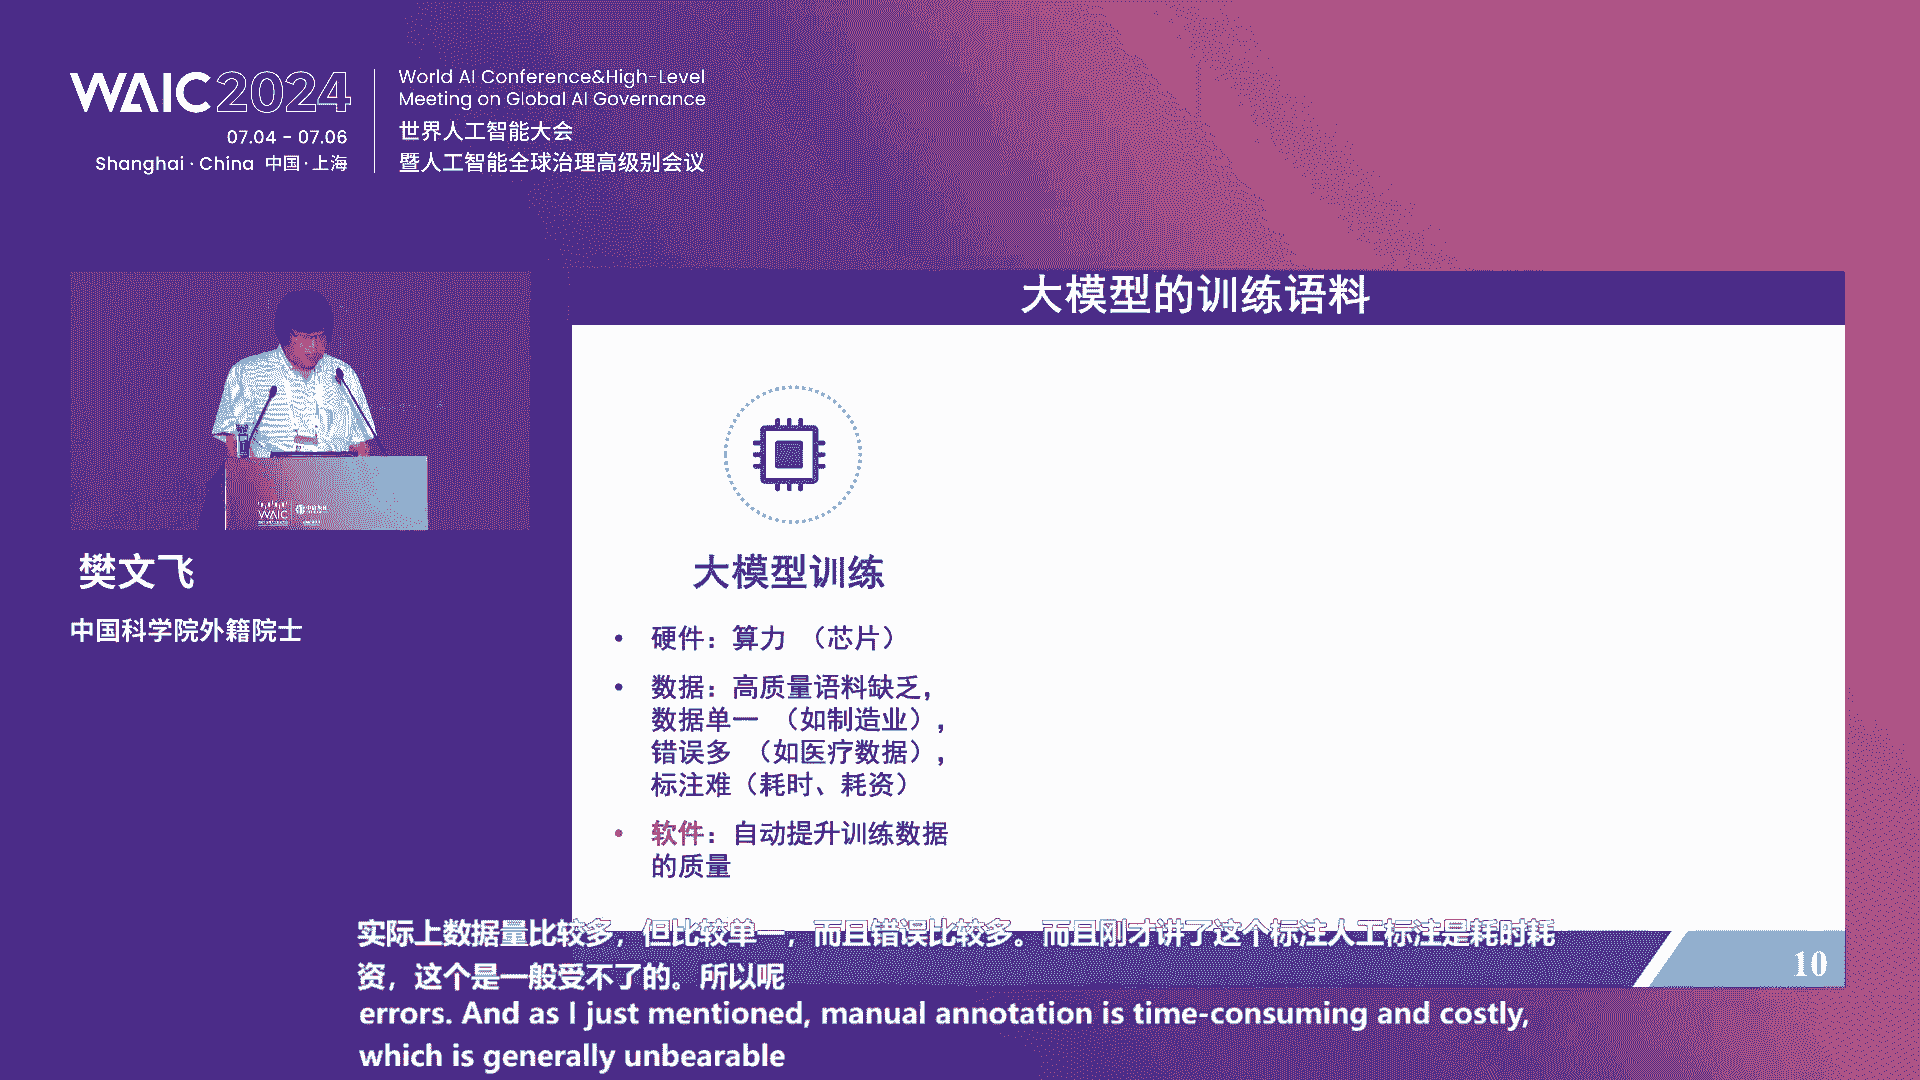 WAIC 2024
07.04 - 07.06
Shanghai · China 中国·上海
World AI Conference&High-Level
Meeting on Global AI Governance
世界人工智能大会
暨人工智能全球治理高级别会议
大模型的训练语料
WAIC
樊文飞
中国科学院外籍院士
大模型训练
• 硬件：算力 （芯片）
• 数据：高质量语料缺乏，
数据单一 （如制造业），
错误多 （如医疗数据），
标注难（耗时、耗资）
• 软件：自动提升训练数据
的质量
10
实际上数据量比较多，但比较单一，而且错误比较多。而且刚才讲了这个标注人工标注是耗时耗
资，这个是一般受不了的。所以呢
errors. And as I just mentioned, manual annotation is time-consuming and costly,
which is generally unbearable